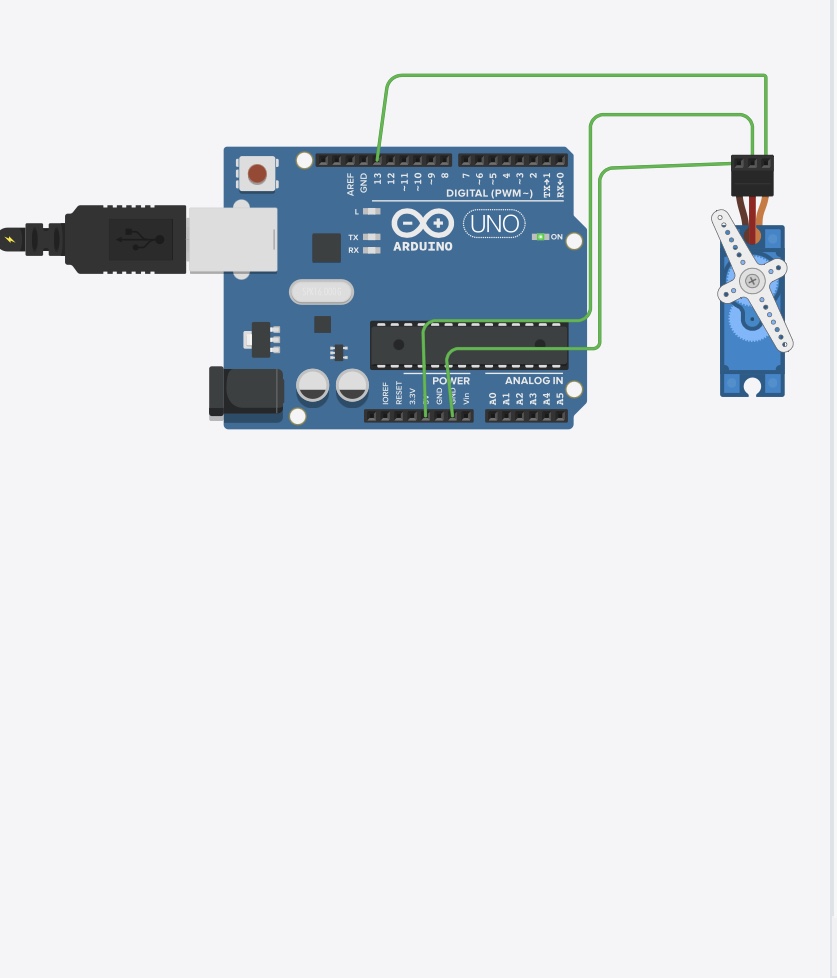 AREF
GND
13
12
~11
~10
~9
8
7
~6
~5
4
~3
2
TX→1
RX←0
DIGITAL (PWM~)
L
TX
RX
UNO
ON
ARDUINO
POWER
ANALOG IN
IOREF
RESET
3.3V
5V
GND
GND
Vin
A0
A1
A2
A3
A4
A5